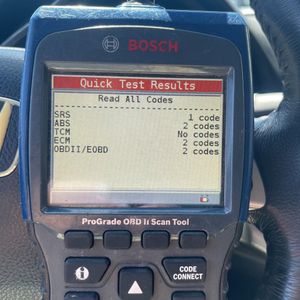 BOSCH
Quick Test Results
Read All Codes
SRS 1 code
ABS 2 codes
TCM No codes
ECM 2 codes
OBDII/EOBD 2 codes
ProGrade OBD II Scan Tool
i
CODE
CONNECT